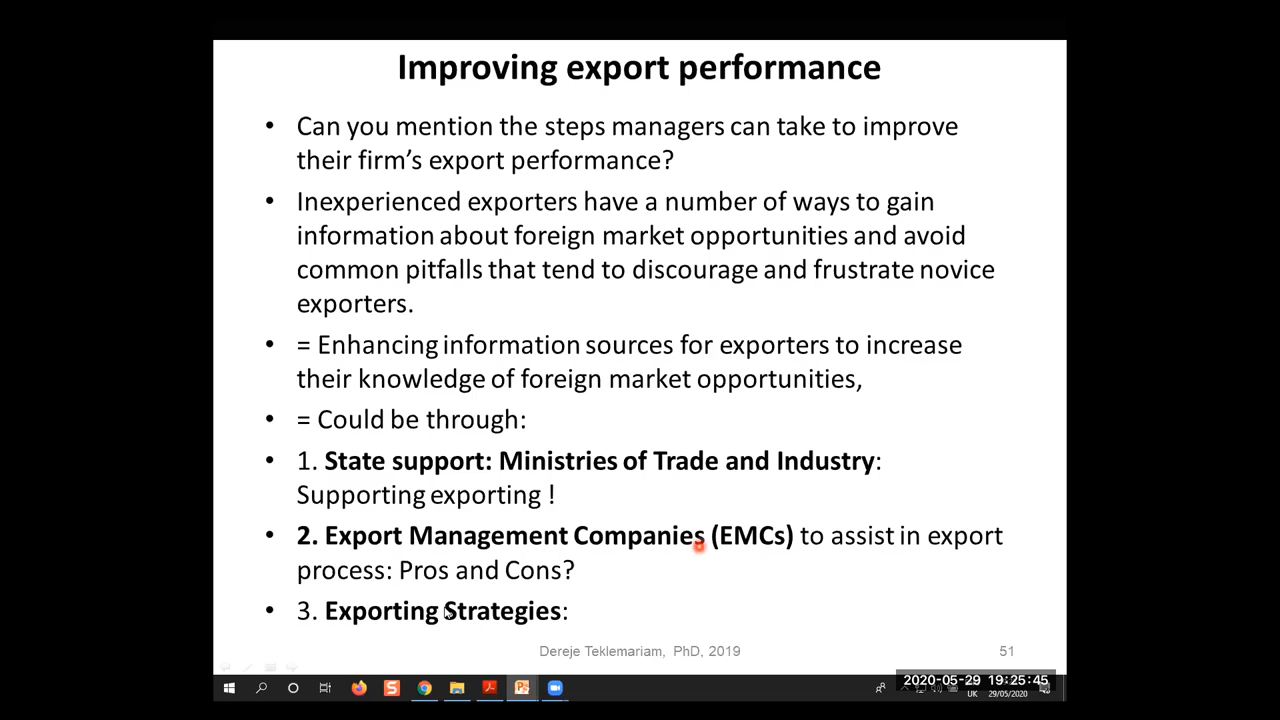 Improving export performance
• Can you mention the steps managers can take to improve
their firm's export performance?
• Inexperienced exporters have a number of ways to gain
information about foreign market opportunities and avoid
common pitfalls that tend to discourage and frustrate novice
exporters.
• = Enhancing information sources for exporters to increase
their knowledge of foreign market opportunities,
• = Could be through:
• 1. State support: Ministries of Trade and Industry:
Supporting exporting !
• 2. Export Management Companies (EMCs) to assist in export
process: Pros and Cons?
• 3. Exporting Strategies:
Dereje Teklemariam, PhD, 2019
51
2020-05-29 19:25:45
UK
29/05/2020